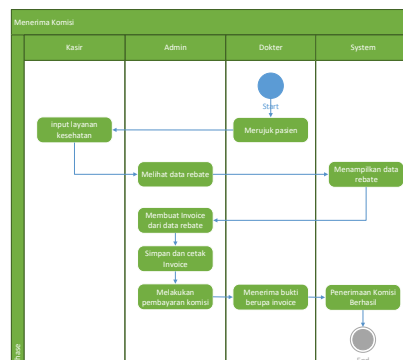 Menerima Komisi
Kasir
Admin
Dokter
System
Start
input layanan
kesehatan
Merujuk pasien
Melihat data rebate
Menampilkan data
rebate
Membuat Invoice
dari data rebate
Simpan dan cetak
Invoice
Melakukan
pembayaran komisi
Menerima bukti
berupa invoice
Penerimaan Komisi
Berhasil